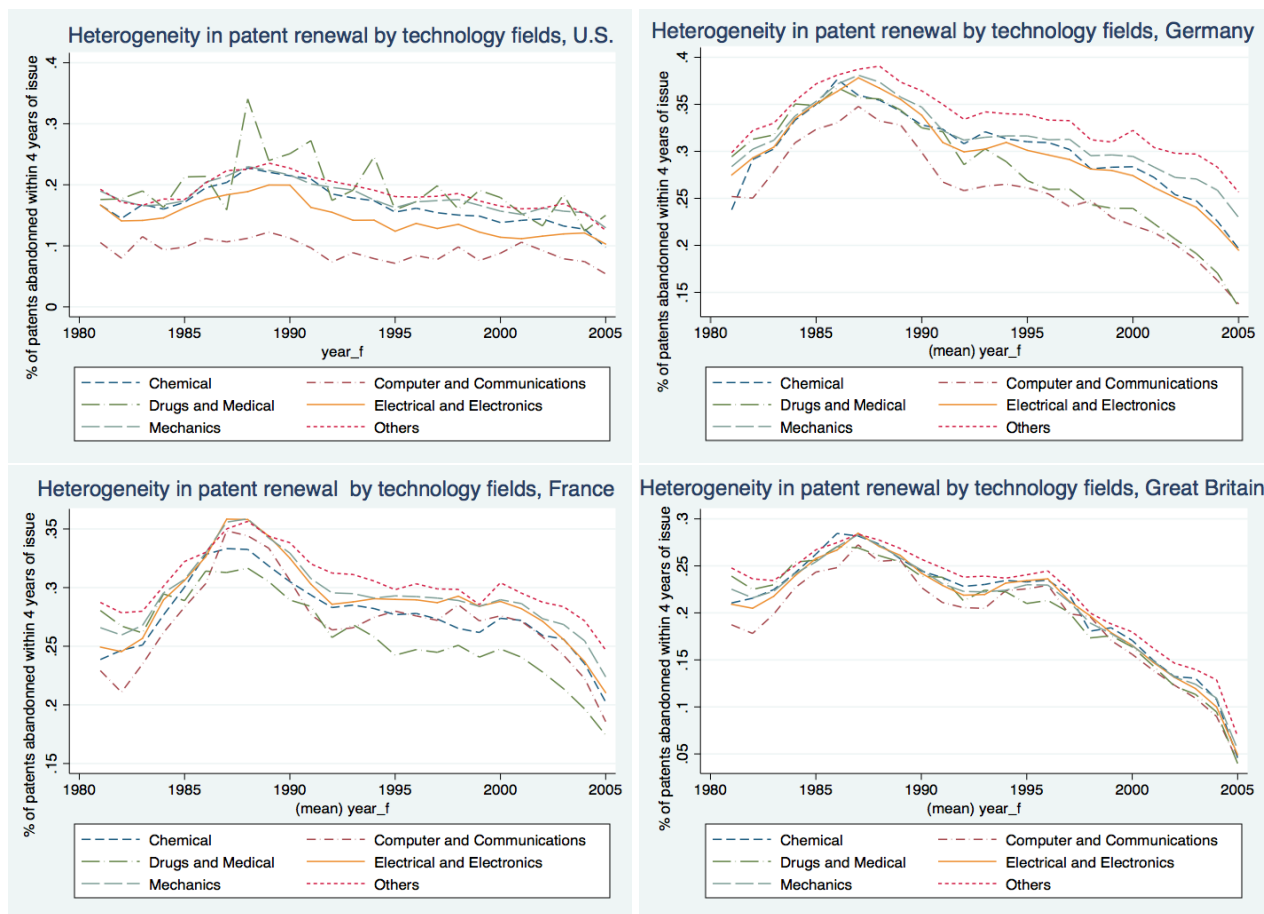 Heterogeneity in patent renewal by technology fields, U.S.
% of patents abandonned within 4 years of issue
.4
.3
.2
.1
0
1980 1985 1990 1995 2000 2005
year_f
Chemical Computer and Communications
Drugs and Medical Electrical and Electronics
Mechanics Others
Heterogeneity in patent renewal by technology fields, Germany
% of patents abandonned within 4 years of issue
.4
.35
.3
.25
.2
.15
1980 1985 1990 1995 2000 2005
(mean) year_f
Chemical Computer and Communications
Drugs and Medical Electrical and Electronics
Mechanics Others
Heterogeneity in patent renewal by technology fields, France
% of patents abandonned within 4 years of issue
.35
.3
.25
.2
.15
1980 1985 1990 1995 2000 2005
(mean) year_f
Chemical Computer and Communications
Drugs and Medical Electrical and Electronics
Mechanics Others
Heterogeneity in patent renewal by technology fields, Great Britain
% of patents abandonned within 4 years of issue
.3
.25
.2
.15
.1
.05
1980 1985 1990 1995 2000 2005
(mean) year_f
Chemical Computer and Communications
Drugs and Medical Electrical and Electronics
Mechanics Others